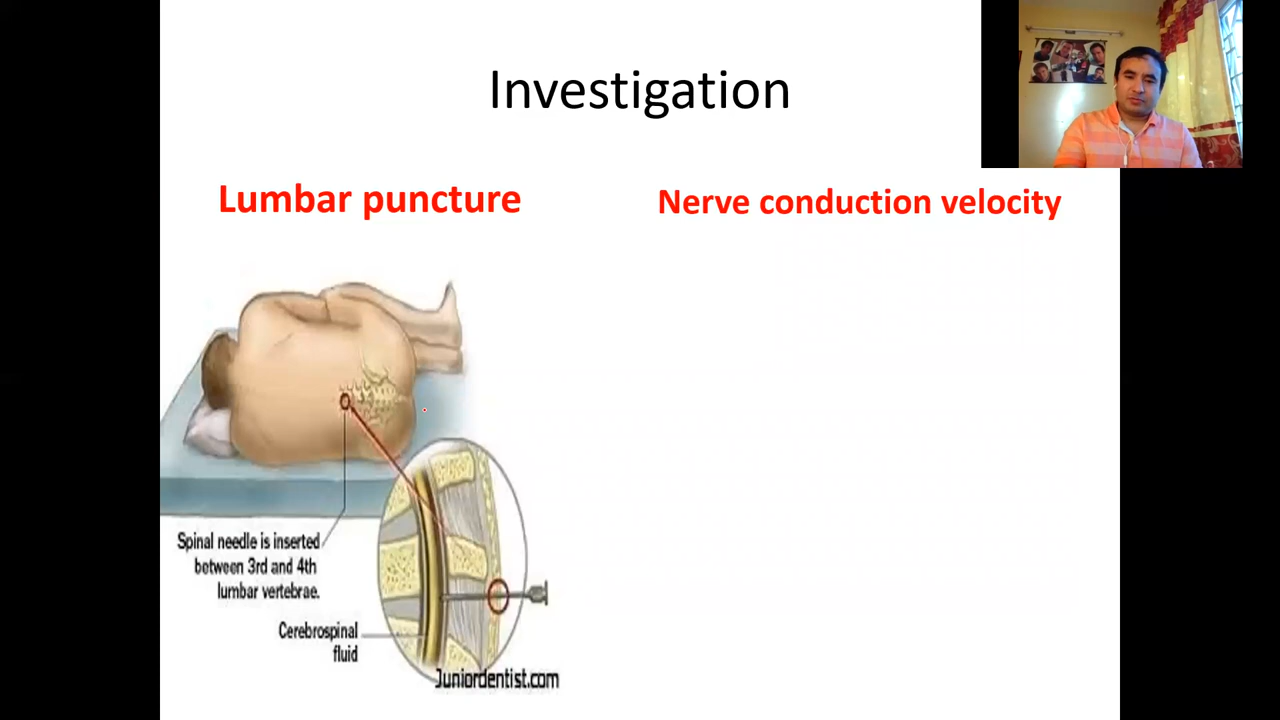 Investigation
Lumbar puncture
Nerve conduction velocity
Spinal needle is inserted
between 3rd and 4th
lumbar vertebrae.
Cerebrospinal
fluid
Juniordentist.com